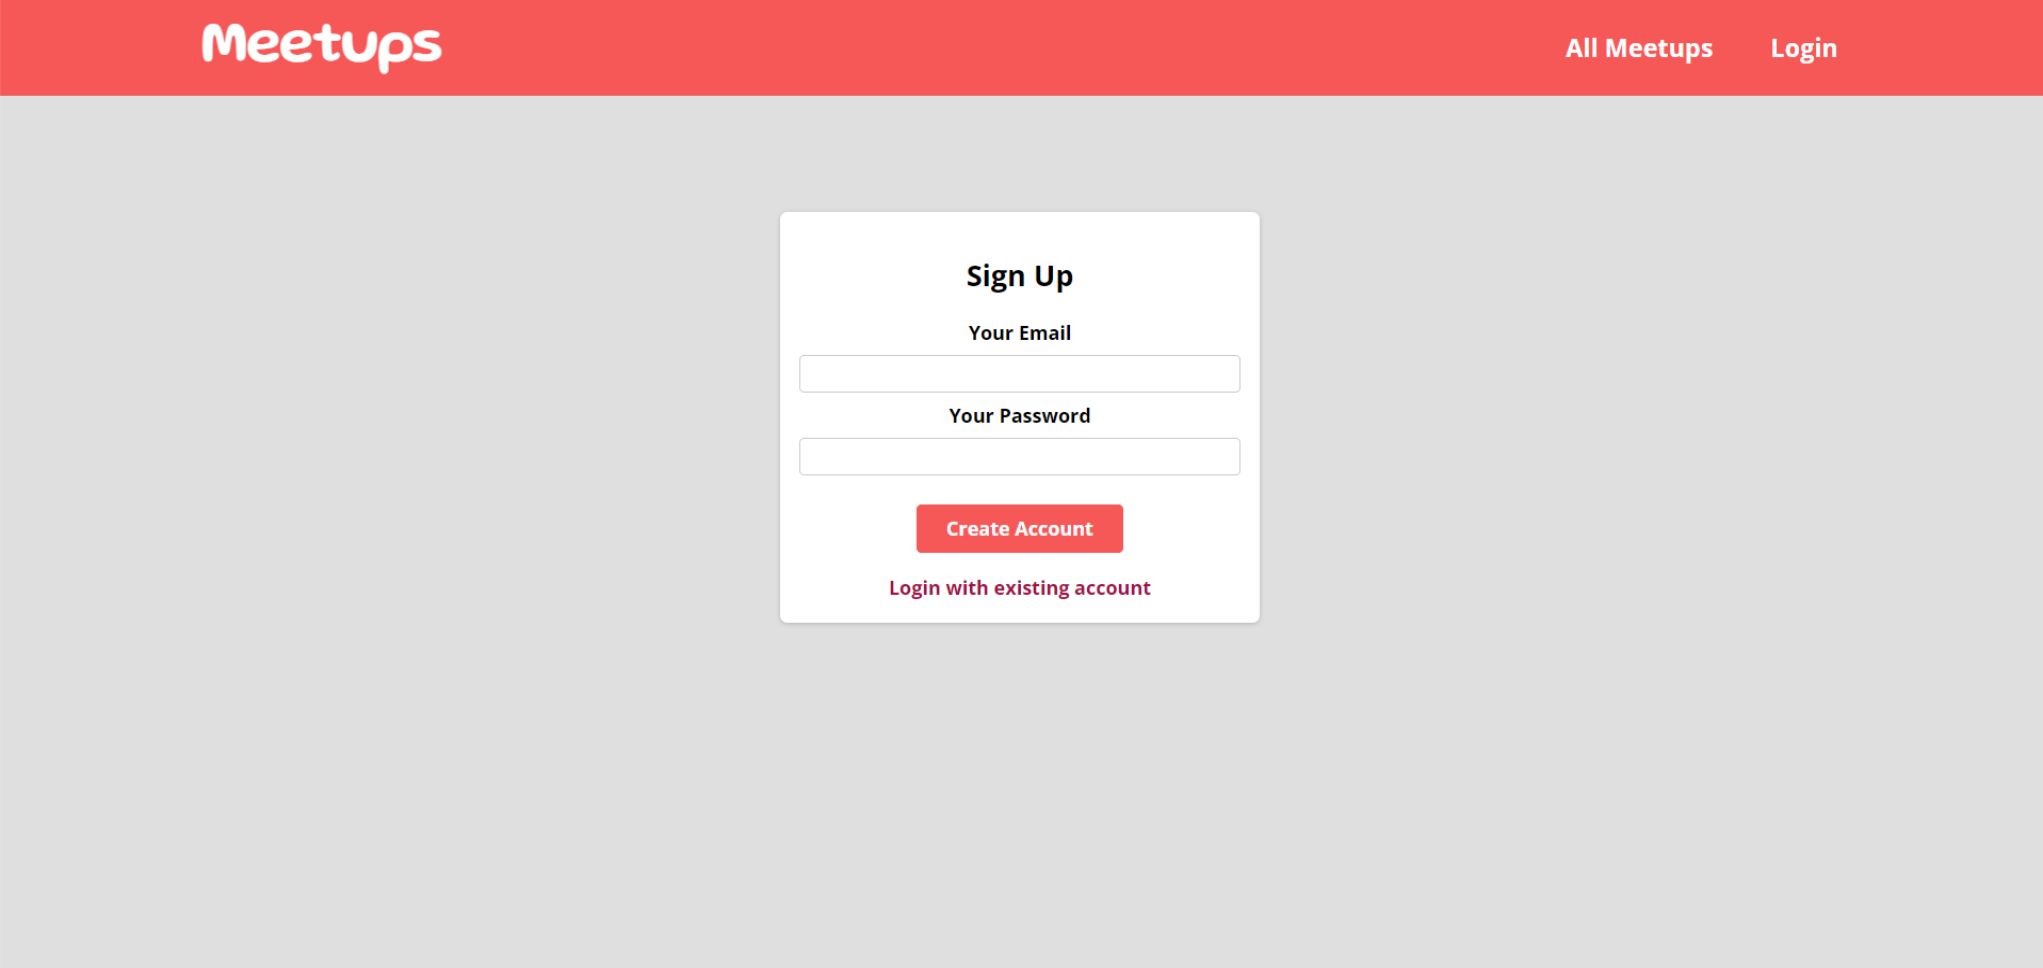 Meetups
All Meetups
Login
Sign Up
Your Email
Your Password
Create Account
Login with existing account